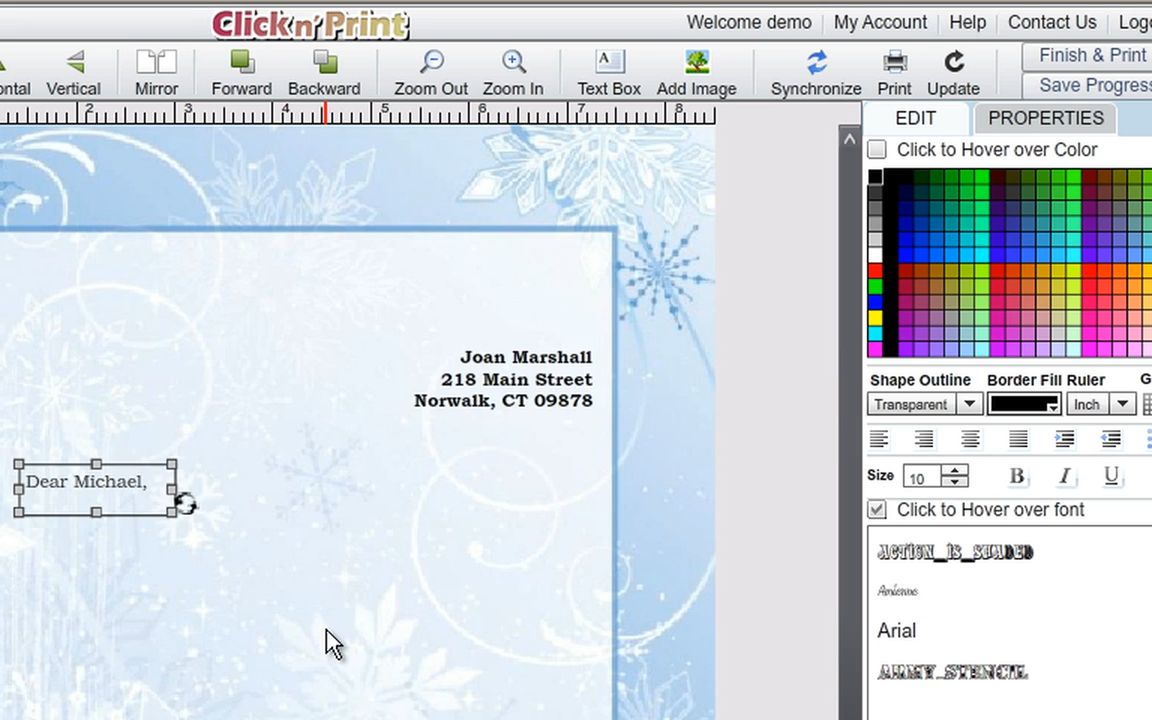 Click n' Print
Welcome demo My Account Help Contact Us
Vertical Mirror Forward Backward Zoom Out Zoom In Text Box Add Image Synchronize Print Update
Finish & Print
Save Progress
2 3 4 5 6 7 8
EDIT PROPERTIES
Click to Hover over Color
Joan Marshall
218 Main Street
Norwalk, CT 09878
Shape Outline Border Fill Ruler G
Transparent Inch
Dear Michael,
Size 10 B I U
Click to Hover over font
ACTION_IS_SHADED
Arial
ARMY_STENCIL